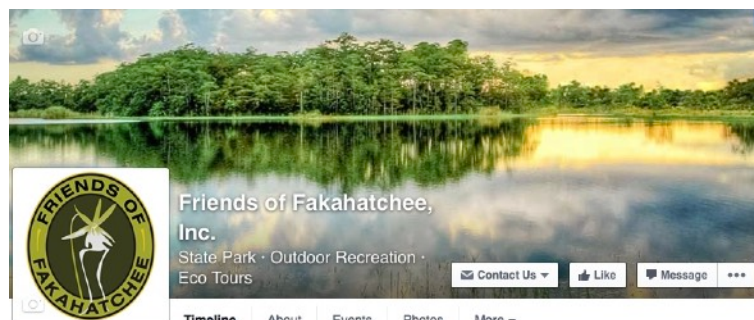 FRIENDS OF
FAKAHATCHEE
Friends of Fakahatchee,
Inc.
State Park · Outdoor Recreation ·
Eco Tours
Contact Us
Like
Message
Timeline
About
Events
Photos
More